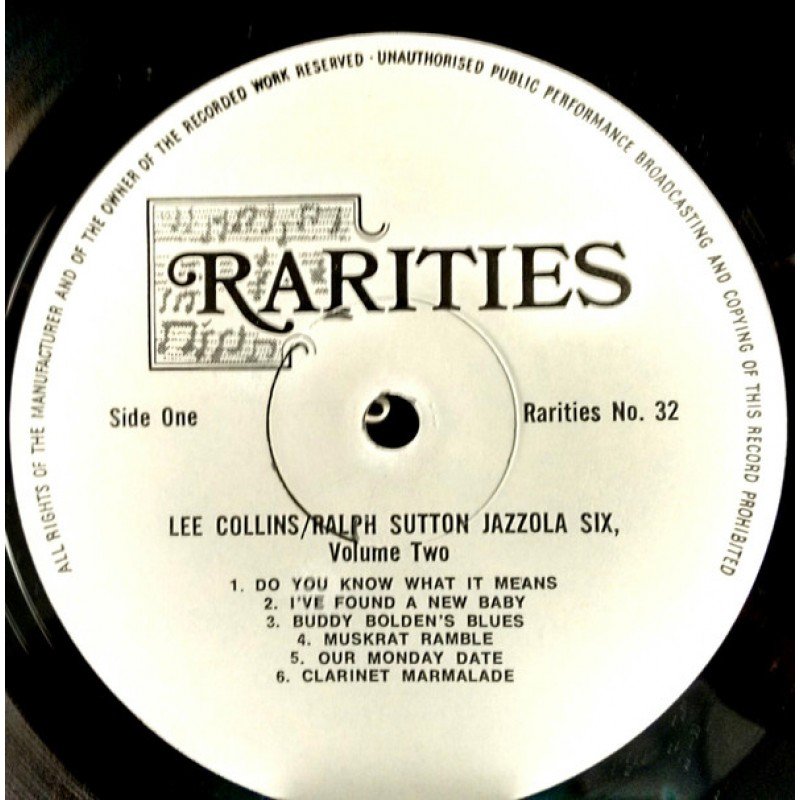 ALL RIGHTS OF THE MANUFACTURER AND OF THE OWNER OF THE RECORDED WORK RESERVED · UNAUTHORISED PUBLIC PERFORMANCE BROADCASTING AND COPYING OF THIS RECORD PROHIBITED
RARITIES
Side One
Rarities No. 32
LEE COLLINS/RALPH SUTTON JAZZOLA SIX,
Volume Two
1. DO YOU KNOW WHAT IT MEANS
2. I'VE FOUND A NEW BABY
3. BUDDY BOLDEN'S BLUES
4. MUSKRAT RAMBLE
5. OUR MONDAY DATE
6. CLARINET MARMALADE